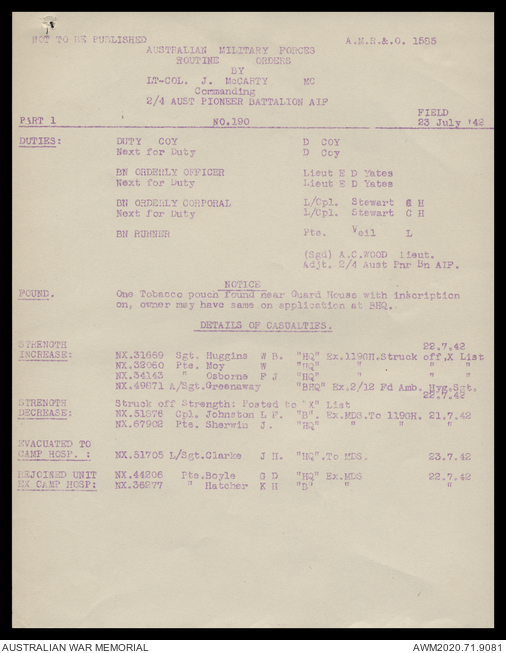 NOT TO BE PUBLISHED A.M.R.&.O. 1585
AUSTRALIAN MILITARY FORCES
ROUTINE ORDERS
BY
LT-COL. J. McCARTY MC
Commanding
2/4 AUST PIONEER BATTALION AIF
FIELD
PART 1 NO.190 23 July '42
DUTIES: DUTY COY D COY
Next for Duty D Coy
BN ORDERLY OFFICER Lieut E D Yates
Next for Duty Lieut E D Yates
BN ORDERLY CORPORAL L/Cpl. Stewart C H
Next for Duty L/Cpl. Stewart C H
BN RUNNER Pte. Veil L
(Sgd) A.C.WOOD Lieut.
Adjt. 2/4 Aust Pnr Bn AIF.
NOTICE
FOUND. One Tobacco pouch found near Guard House with inscription
on, owner may have same on application at BHQ.
DETAILS OF CASUALTIES.
STRENGTH 22.7.42
INCREASE: NX.31669 Sgt. Huggins W B. "HQ" Ex.119GH.Struck off,X List
NX.32060 Pte. Moy W "HQ" " " "
NX.34143 " Osborne F J "HQ" " " "
NX.49871 A/Sgt.Greenaway "BHQ" Ex.2/12 Fd Amb. Hyg.Sgt.
22.7.42
STRENGTH Struck off Strength: Posted to "X" List
DECREASE: NX.51876 Cpl. Johnston L F. "B". Ex.MDS.To 119GH. 21.7.42
NX.67902 Pte. Sherwin J. "HQ" " " "
EVACUATED TO
CAMP HOSP. : NX.51705 L/Sgt.Clarke J H. "HQ".To MDS. 23.7.42
REJOINED UNIT NX.44206 Pte.Boyle G D "HQ" Ex.MDS 22.7.42
EX CAMP HOSP: NX.36277 " Hatcher K H "B" " "
AUSTRALIAN WAR MEMORIAL AWM2020.71.9081